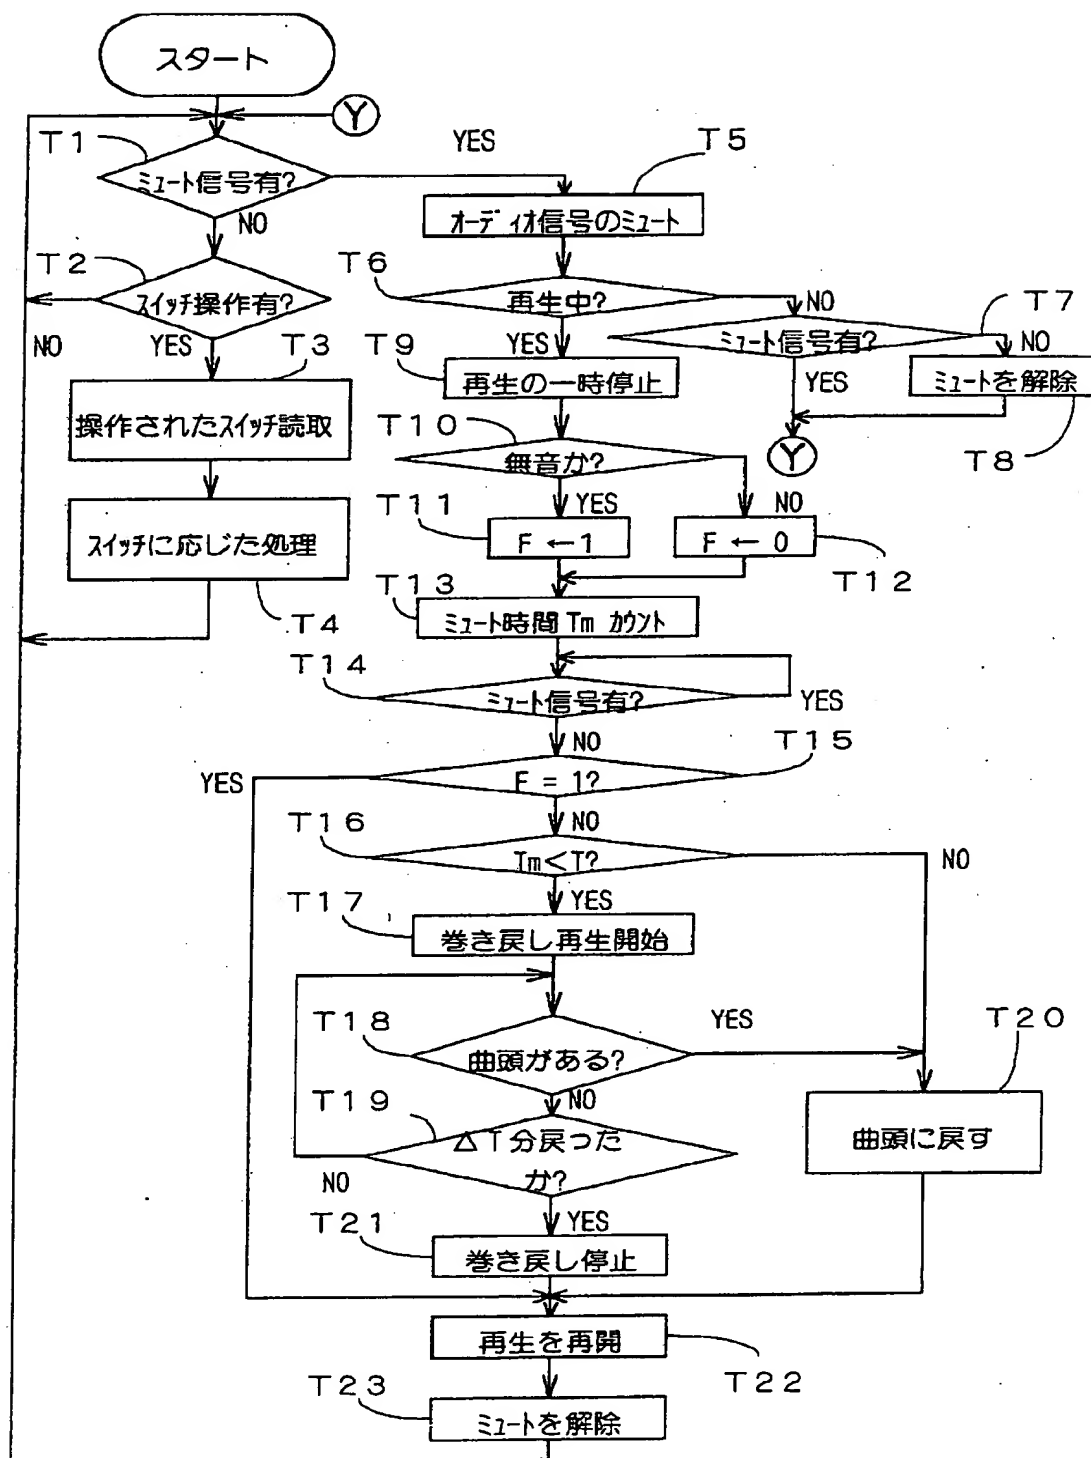 スタート
Y
T1
YES
T5
ミュート信号有?
オーディオ信号のミュート
NO
T2
T6
スイッチ操作有?
再生中?
NO
T7
ミュート信号有?
NO
YES
T3
T9
YES
NO
YES
再生の一時停止
ミュートを解除
操作されたスイッチ読取
T10
Y
T8
無音か?
T11
YES
NO
スイッチに応じた処理
F ← 1
F ← 0
T13
T12
T4
ミュート時間 Tm カウント
T14
ミュート信号有?
YES
NO
T15
YES
F = 1?
T16
NO
Tm<T?
NO
T17
YES
巻き戻し再生開始
T18
YES
T20
曲頭がある?
T19
NO
△T分戻った
か?
曲頭に戻す
NO
T21
YES
巻き戻し停止
再生を再開
T23
T22
ミュートを解除